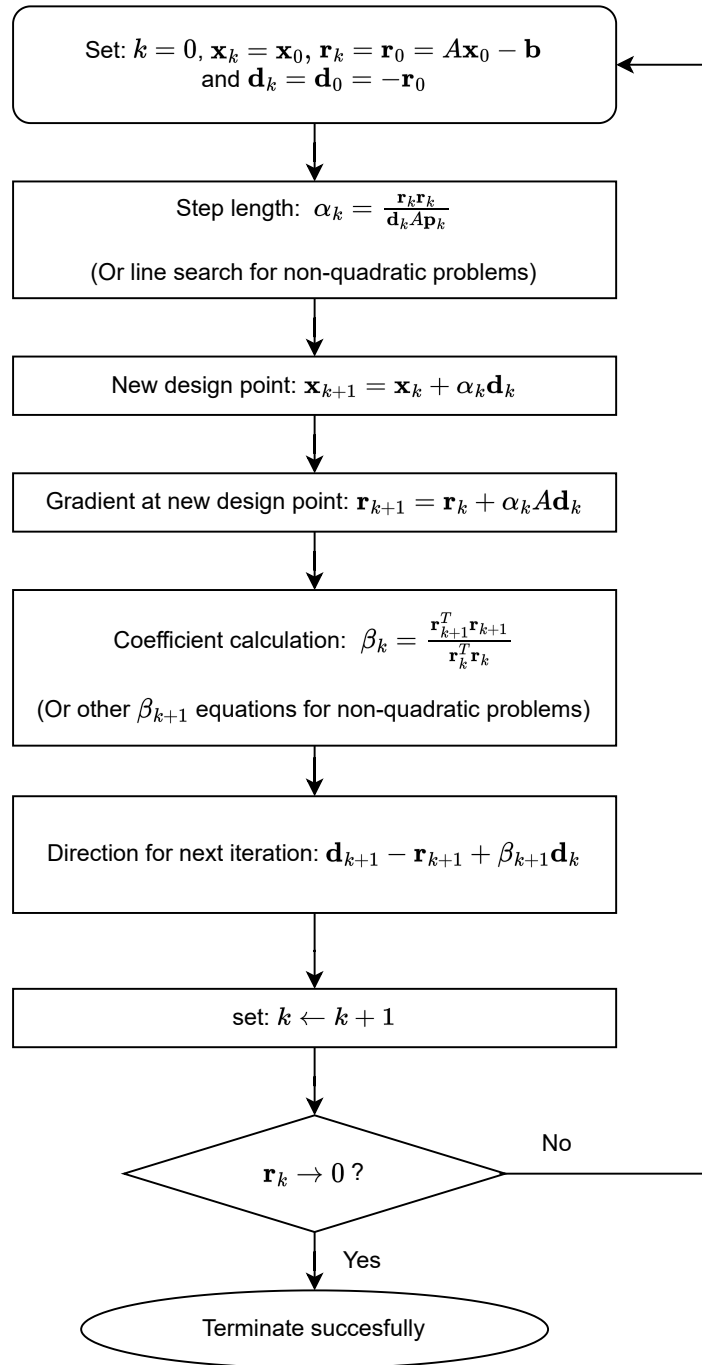 Set: $k = 0$, $\mathbf{x}_k = \mathbf{x}_0$, $\mathbf{r}_k = \mathbf{r}_0 = A\mathbf{x}_0 - \mathbf{b}$
and $\mathbf{d}_k = \mathbf{d}_0 = -\mathbf{r}_0$
Step length: $\alpha_k = \frac{\mathbf{r}_k \mathbf{r}_k}{\mathbf{d}_k A \mathbf{p}_k}$
(Or line search for non-quadratic problems)
New design point: $\mathbf{x}_{k+1} = \mathbf{x}_k + \alpha_k \mathbf{d}_k$
Gradient at new design point: $\mathbf{r}_{k+1} = \mathbf{r}_k + \alpha_k A \mathbf{d}_k$
Coefficient calculation: $\beta_k = \frac{\mathbf{r}_{k+1}^T \mathbf{r}_{k+1}}{\mathbf{r}_k^T \mathbf{r}_k}$
(Or other $\beta_{k+1}$ equations for non-quadratic problems)
Direction for next iteration: $\mathbf{d}_{k+1} - \mathbf{r}_{k+1} + \beta_{k+1} \mathbf{d}_k$
set: $k \leftarrow k + 1$
No
$\mathbf{r}_k \rightarrow 0$ ?
Yes
Terminate succesfully